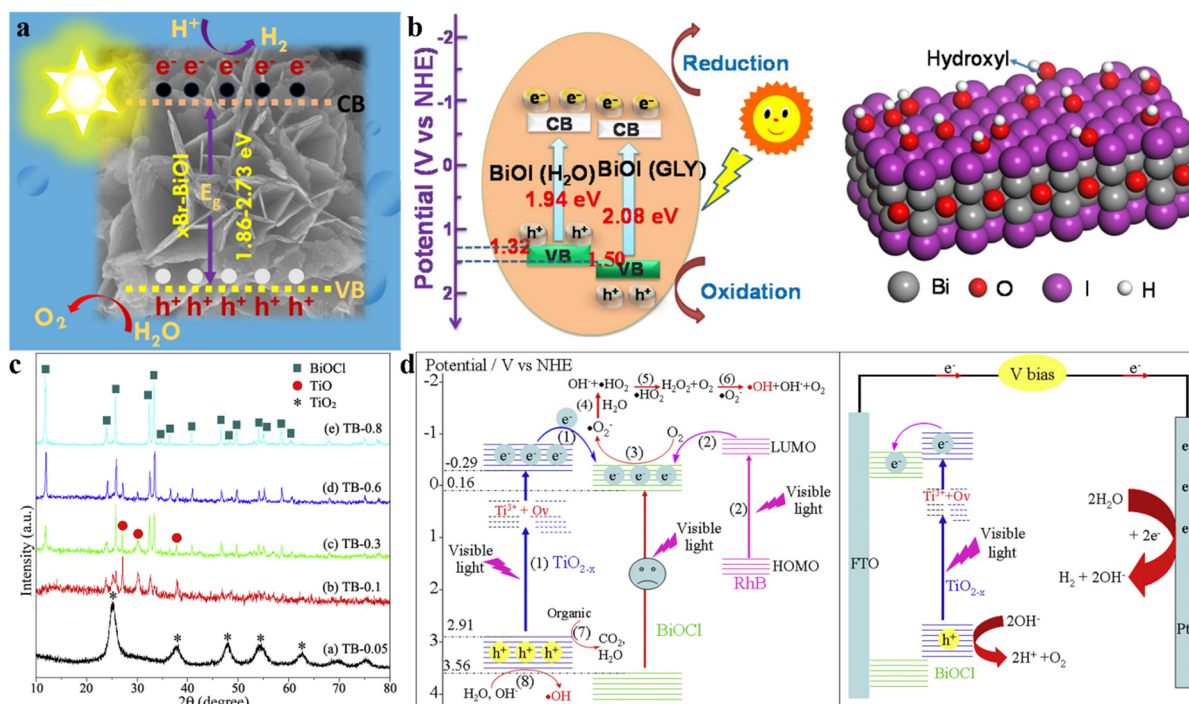 a
H⁺
H₂
e⁻ e⁻ e⁻ e⁻ e⁻
CB
xBr-BiOI
E_g
1.86-2.73 eV
VB
h⁺ h⁺ h⁺ h⁺ h⁺
O₂
H₂O
b
Potential (V vs NHE)
-2
-1
0
1
2
Reduction
e⁻ e⁻ e⁻ e⁻
CB
CB
BiOI (H₂O)
BiOI (GLY)
1.94 eV
2.08 eV
h⁺ h⁺
1.32
VB
1.50
VB
h⁺ h⁺
Oxidation
Hydroxyl
Bi O I H
c
BiOCl
TiO
* TiO₂
(e) TB-0.8
(d) TB-0.6
(c) TB-0.3
(b) TB-0.1
(a) TB-0.05
* * * * *
Intensity (a.u.)
10 20 30 40 50 60 70 80
2θ (degree)
d
Potential / V vs NHE
-2
-1
-0.29
0
0.16
1
2
2.91
3
3.56
4
OH⁻+•HO₂
(5)
•HO₂
H₂O₂+O₂
(6)
•O₂⁻
•OH+OH⁻+O₂
(4)
H₂O
•O₂⁻
e⁻
(1)
O₂
(2)
LUMO
(3)
e⁻ e⁻ e⁻
e⁻ e⁻ e⁻
Ti³⁺+Ov
Visible
light
(2)
Visible
light
Visible
light
(1)
TiO₂₋ₓ
HOMO
RhB
BiOCl
Organic
(7)
CO₂,
H₂O
h⁺ h⁺ h⁺
(8)
H₂O, OH⁻
•OH
V bias
e⁻
e⁻
e⁻
e⁻
Ti³⁺+Ov
Visible
light
FTO
TiO₂₋ₓ
h⁺
2OH⁻
2H⁺ +O₂
BiOCl
2H₂O
+ 2e⁻
H₂ + 2OH⁻
e
e
e
Pt